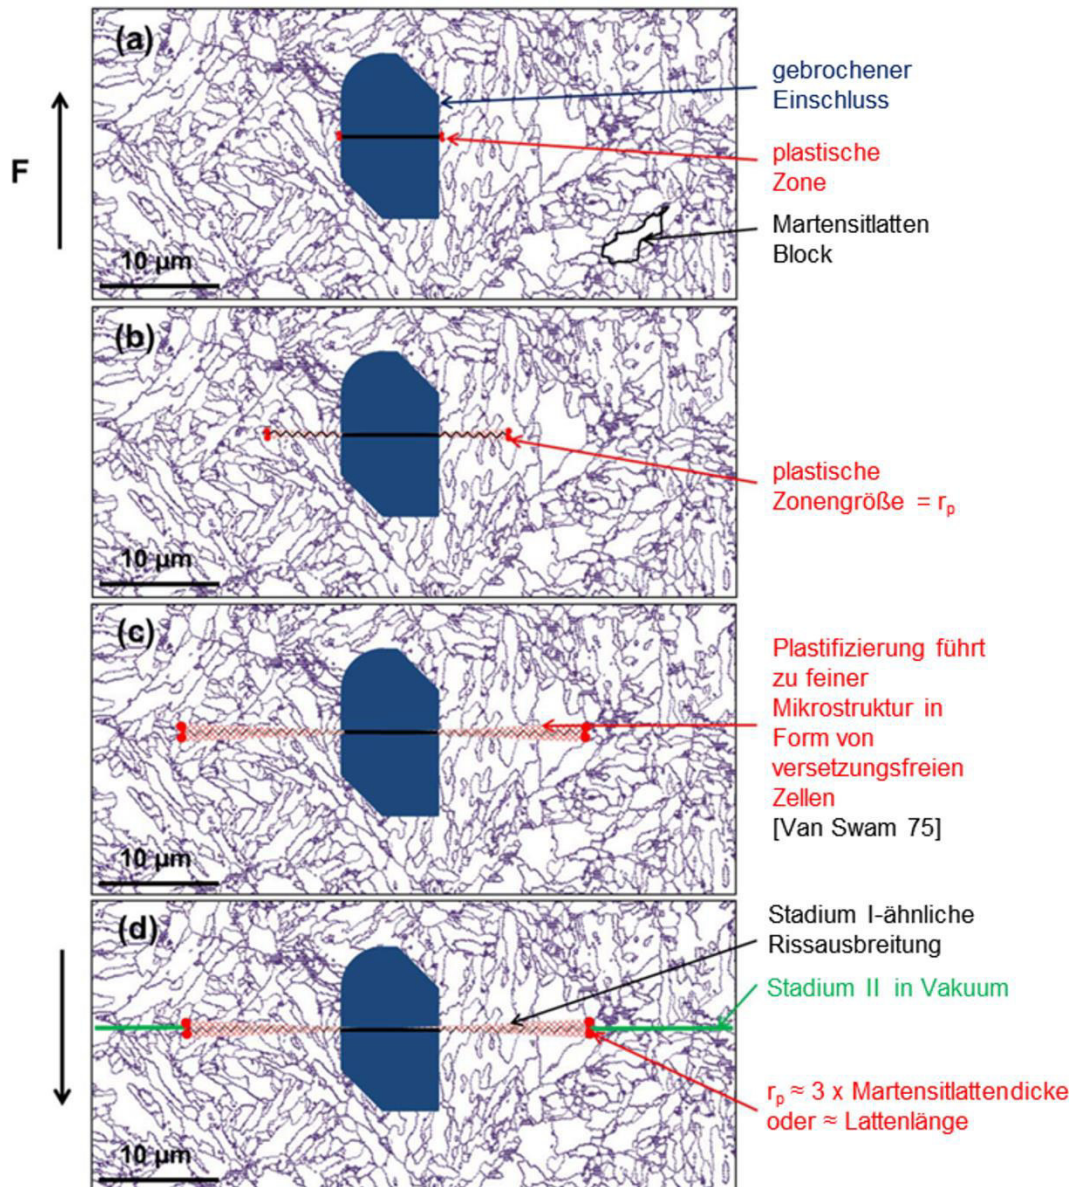 (a)
F
10 µm
gebrochener
Einschluss
plastische
Zone
Martensitlatten
Block
(b)
10 µm
plastische
Zonengröße = rₚ
(c)
10 µm
Plastifizierung führt
zu feiner
Mikrostruktur in
Form von
versetzungsfreien
Zellen
[Van Swam 75]
(d)
10 µm
Stadium I-ähnliche
Rissausbreitung
Stadium II in Vakuum
rₚ ≈ 3 x Martensitlattendicke
oder ≈ Lattenlänge